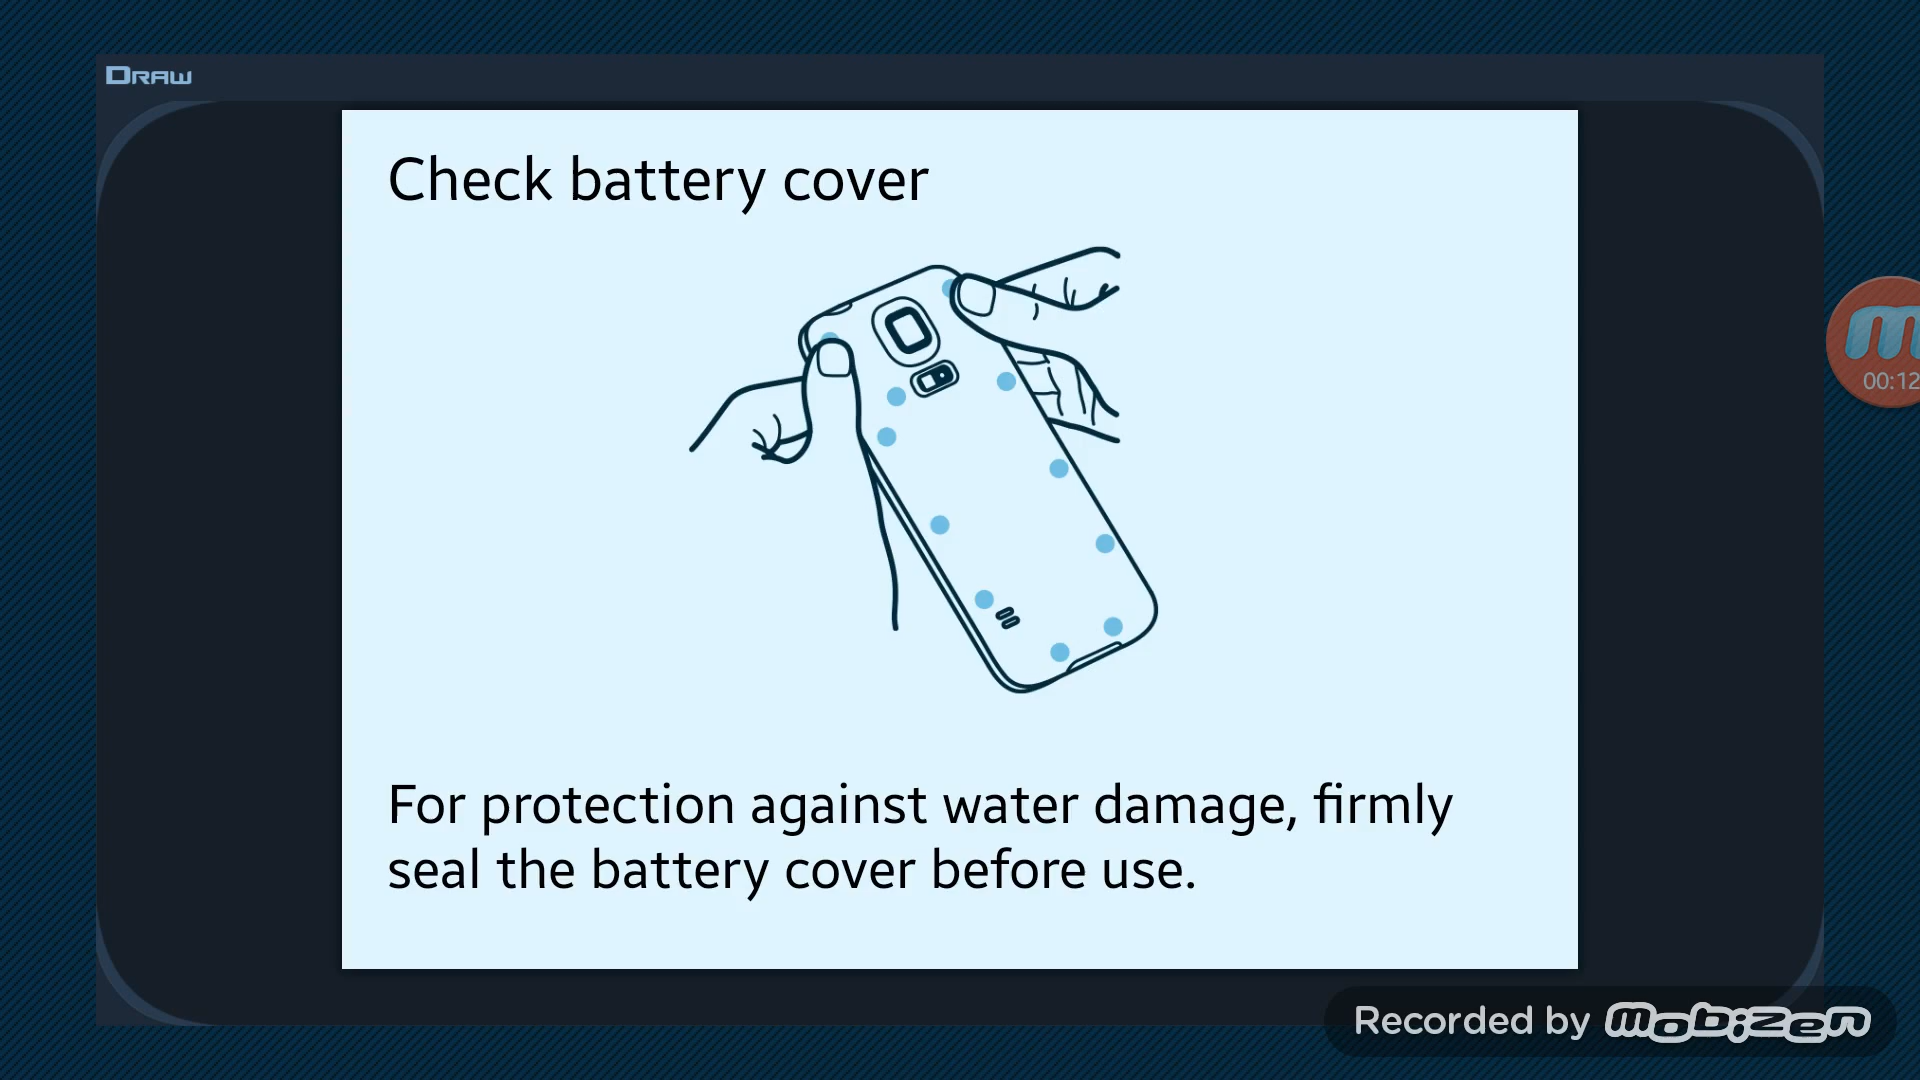 DRAW
Check battery cover
00:12
For protection against water damage, firmly
seal the battery cover before use.
Recorded by mobizen